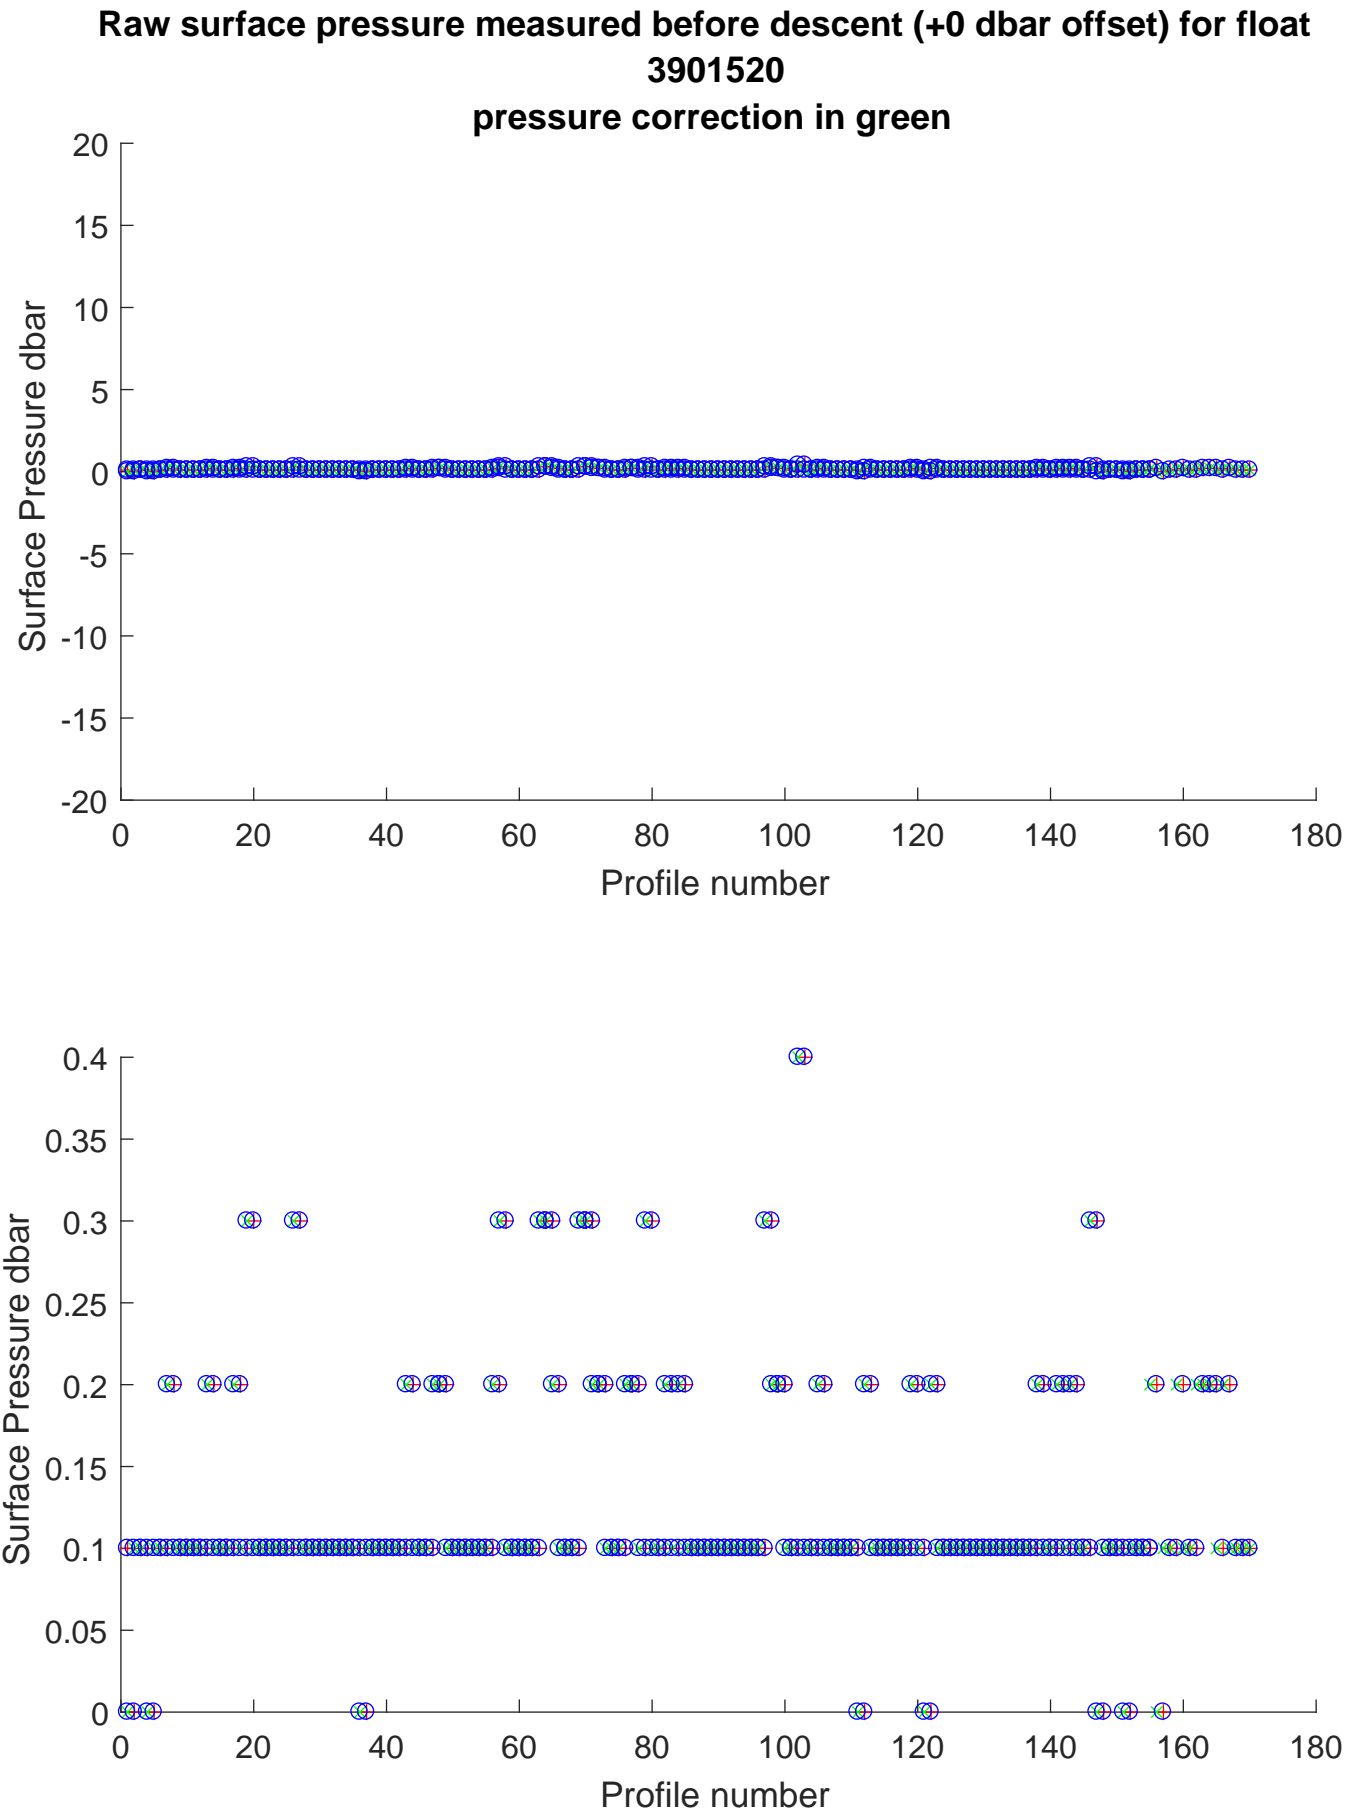 Raw surface pressure measured before descent (+0 dbar offset) for float
3901520
pressure correction in green
20
15
10
5
0
-5
-10
-15
-20
Surface Pressure dbar
0 20 40 60 80 100 120 140 160 180
Profile number
0.4
0.35
0.3
0.25
0.2
0.15
0.1
0.05
0
Surface Pressure dbar
0 20 40 60 80 100 120 140 160 180
Profile number